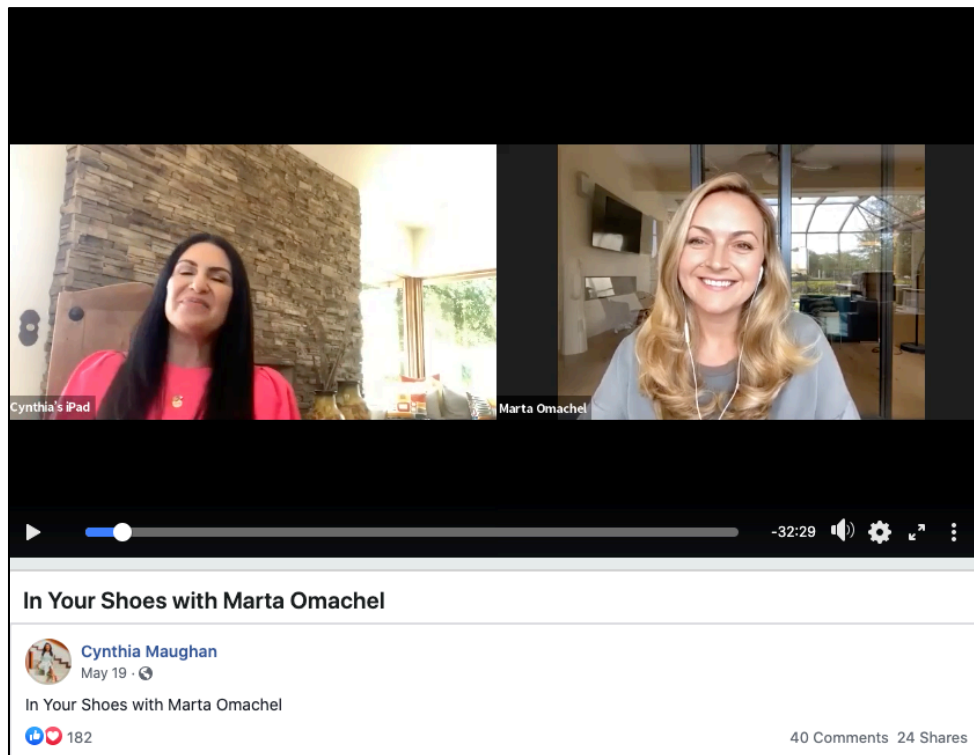 Cynthia's iPad
Marta Omachel
-32:29
In Your Shoes with Marta Omachel
Cynthia Maughan
May 19 ·
In Your Shoes with Marta Omachel
182
40 Comments 24 Shares